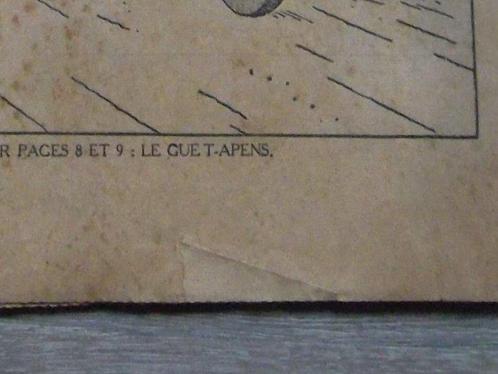 R PAGES 8 ET 9 : LE GUET-APENS.